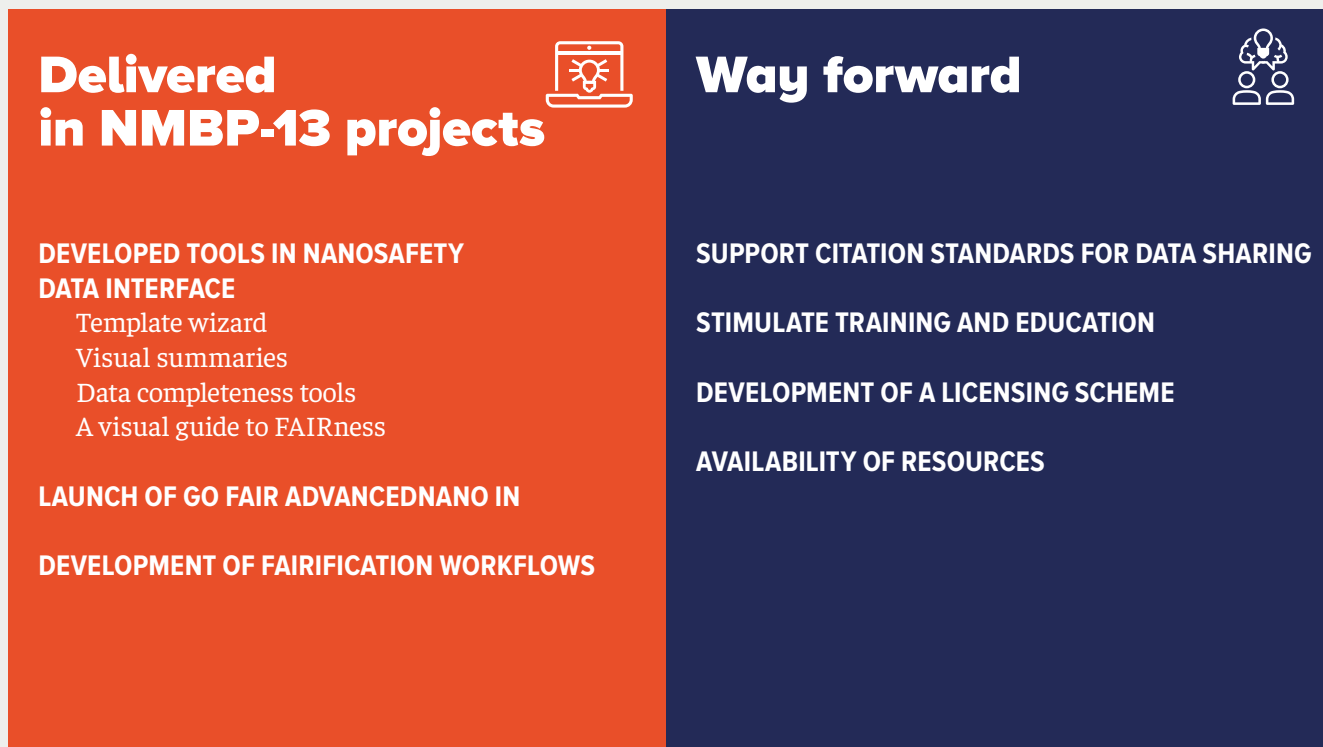 Delivered
in NMBP-13 projects
DEVELOPED TOOLS IN NANOSAFETY
DATA INTERFACE
Template wizard
Visual summaries
Data completeness tools
A visual guide to FAIRness
LAUNCH OF GO FAIR ADVANCEDNANO IN
DEVELOPMENT OF FAIRIFICATION WORKFLOWS
Way forward
SUPPORT CITATION STANDARDS FOR DATA SHARING
STIMULATE TRAINING AND EDUCATION
DEVELOPMENT OF A LICENSING SCHEME
AVAILABILITY OF RESOURCES